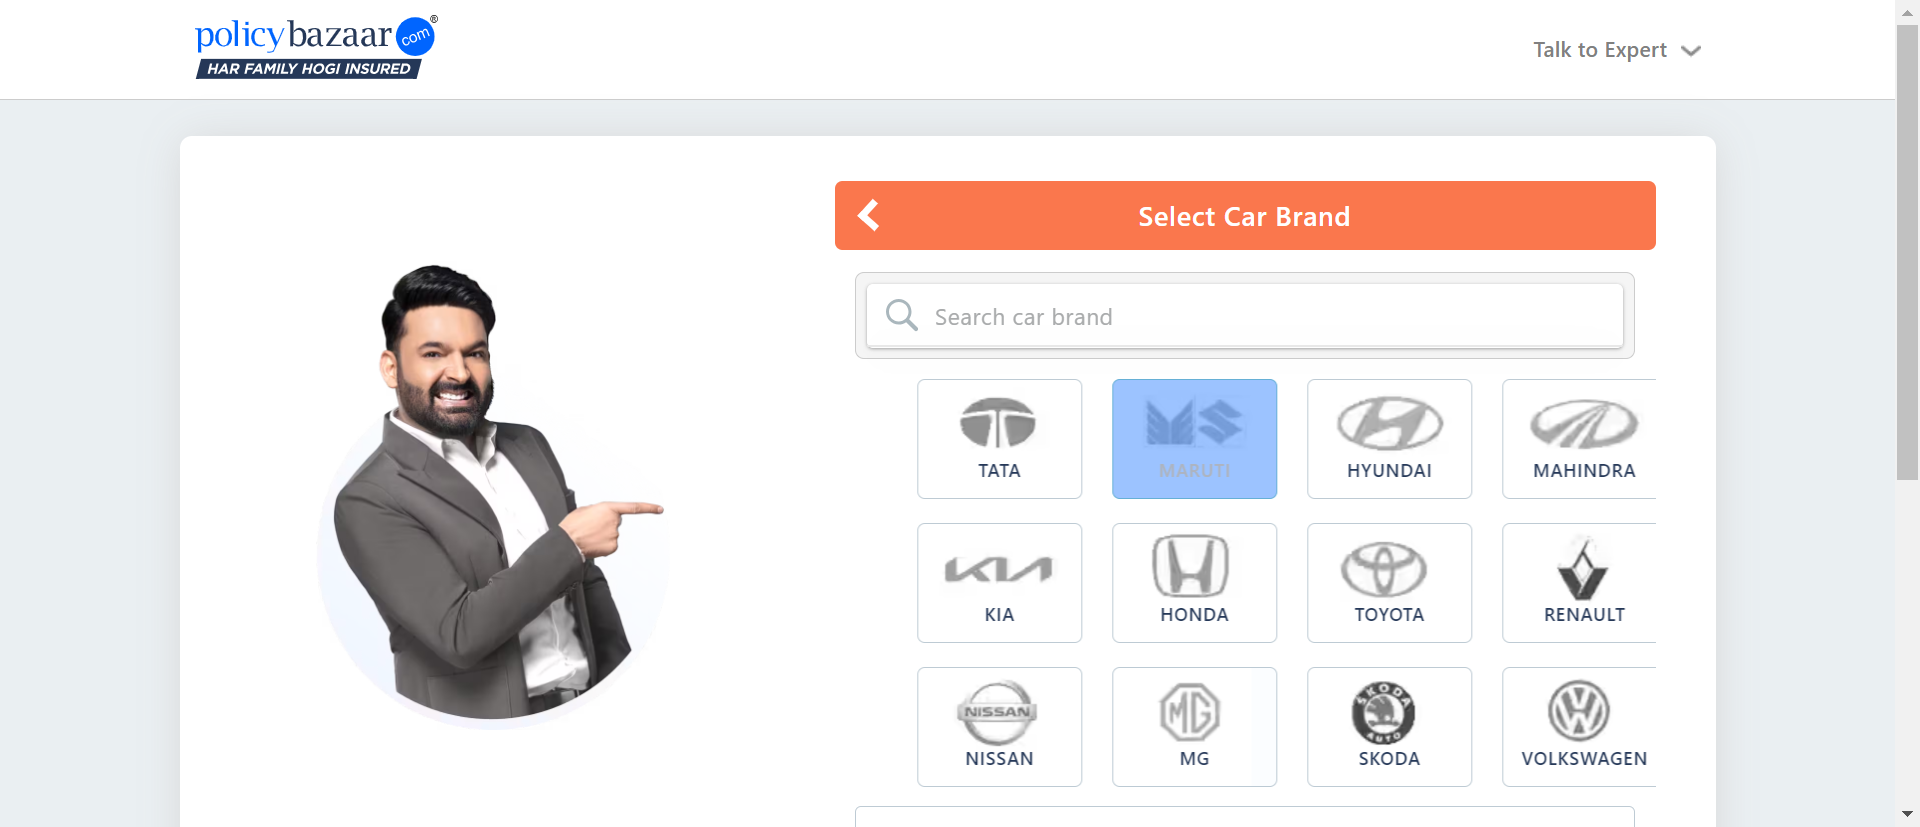 policybazaar com®
HAR FAMILY HOGI INSURED
Talk to Expert
Select Car Brand
Search car brand
TATA
MARUTI
HYUNDAI
MAHINDRA
KIA
HONDA
TOYOTA
RENAULT
NISSAN
NISSAN
MG
MG
SKODA
AUTO
SKODA
VOLKSWAGEN